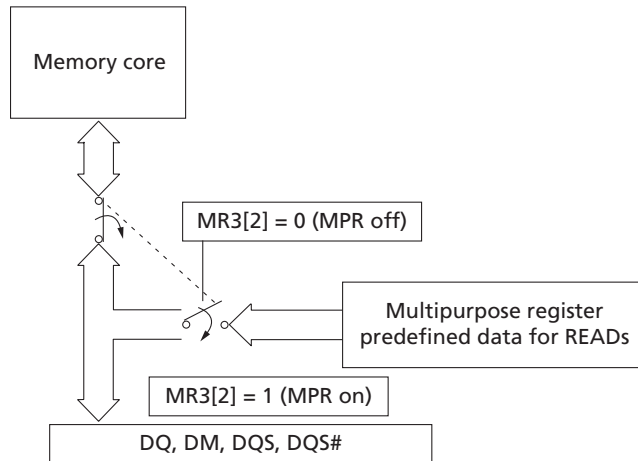 Memory core
MR3[2] = 0 (MPR off)
Multipurpose register
predefined data for READs
MR3[2] = 1 (MPR on)
DQ, DM, DQS, DQS#